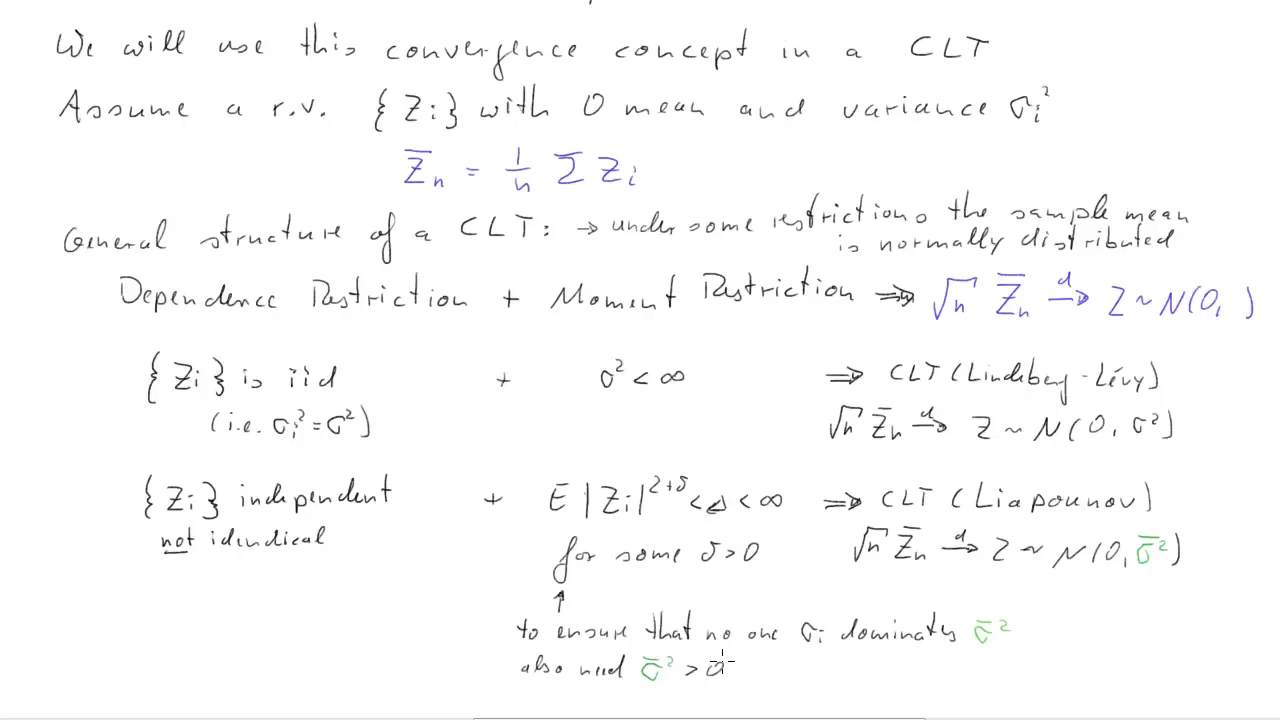 We will use this convergence concept in a CLT
Assume a r.v. {Zi} with 0 mean and variance σi²
Z̄n = 1/n Σ Zi
General structure of a CLT: → under some restrictions the sample mean
is normally distributed
Dependence Restriction + Moment Restriction ⇒ √n Z̄n →d Z ~ N(0, )
{Zi} is iid + σ² < ∞ ⇒ CLT (Lindeberg-Lévy)
(i.e. σi² = σ²) √n Z̄n →d Z ~ N(0, σ²)
{Zi} independent + E |Zi|^2+δ < Δ < ∞ ⇒ CLT (Liapounov)
not identical for some δ > 0 √n Z̄n →d Z ~ N(0, σ̄²)
↑
to ensure that no one σi dominates σ̄²
also need σ̄² > 0